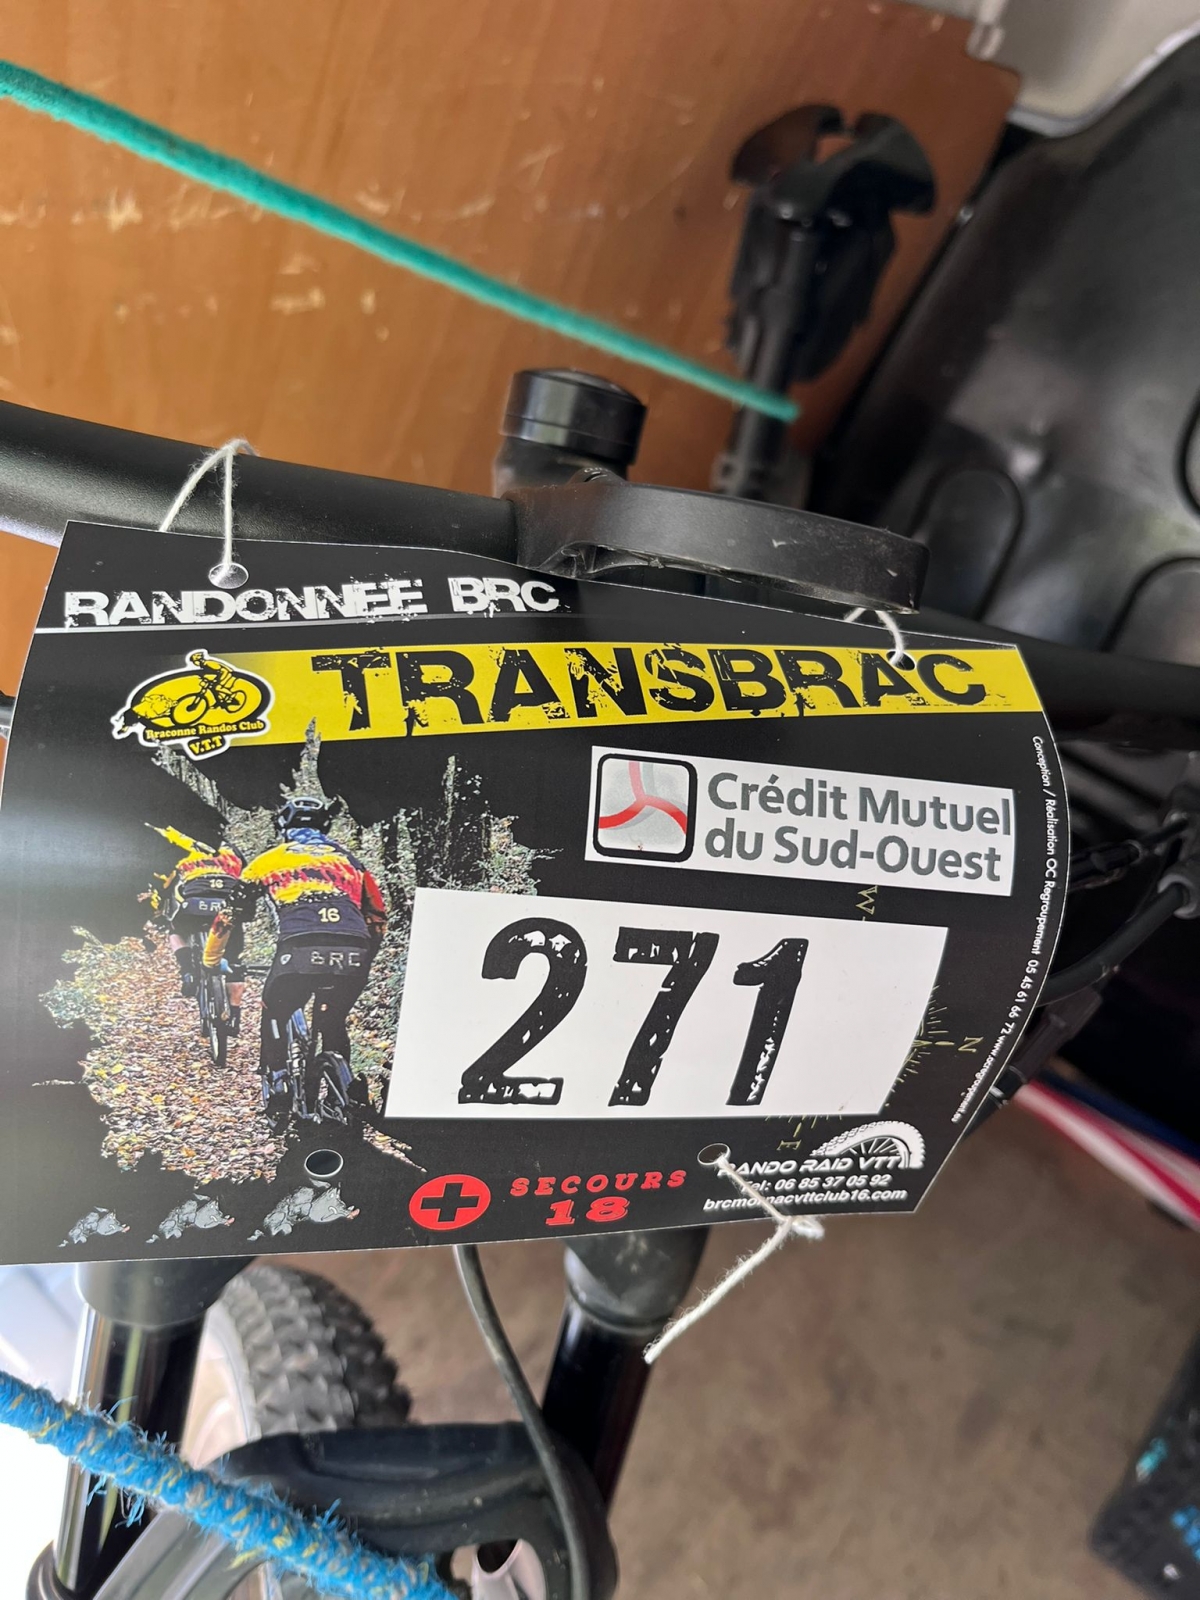 RANDONNEE BRC
TRANSBRAC
Braconne Randos Club
V.T.T
Crédit Mutuel
du Sud-Ouest
16
BRC
16
BRC
271
W
N
E
Conception / Réalisation OC Regroupement 05 45 61 66 72
SECOURS
18
RANDO RAID VTT
Tel: 06 85 37 05 92
brcmornacvttclub16.com